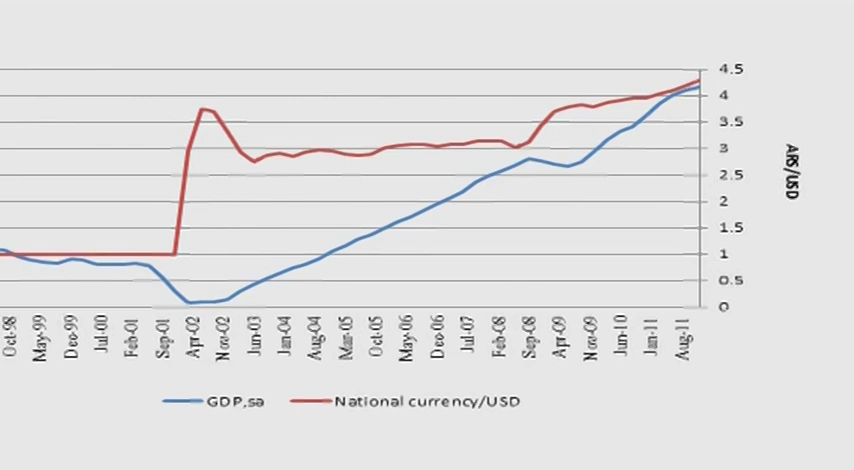 4.5
4
3.5
3
2.5
2
1.5
1
0.5
0
ARS/USD
Oct-98
May-99
Dec-99
Jul-00
Feb-01
Sep-01
Apr-02
Nov-02
Jun-03
Jan-04
Aug-04
Mar-05
Oct-05
May-06
Dec-06
Jul-07
Feb-08
Sep-08
Apr-09
Nov-09
Jun-10
Jan-11
Aug-11
GDP,sa
National currency/USD